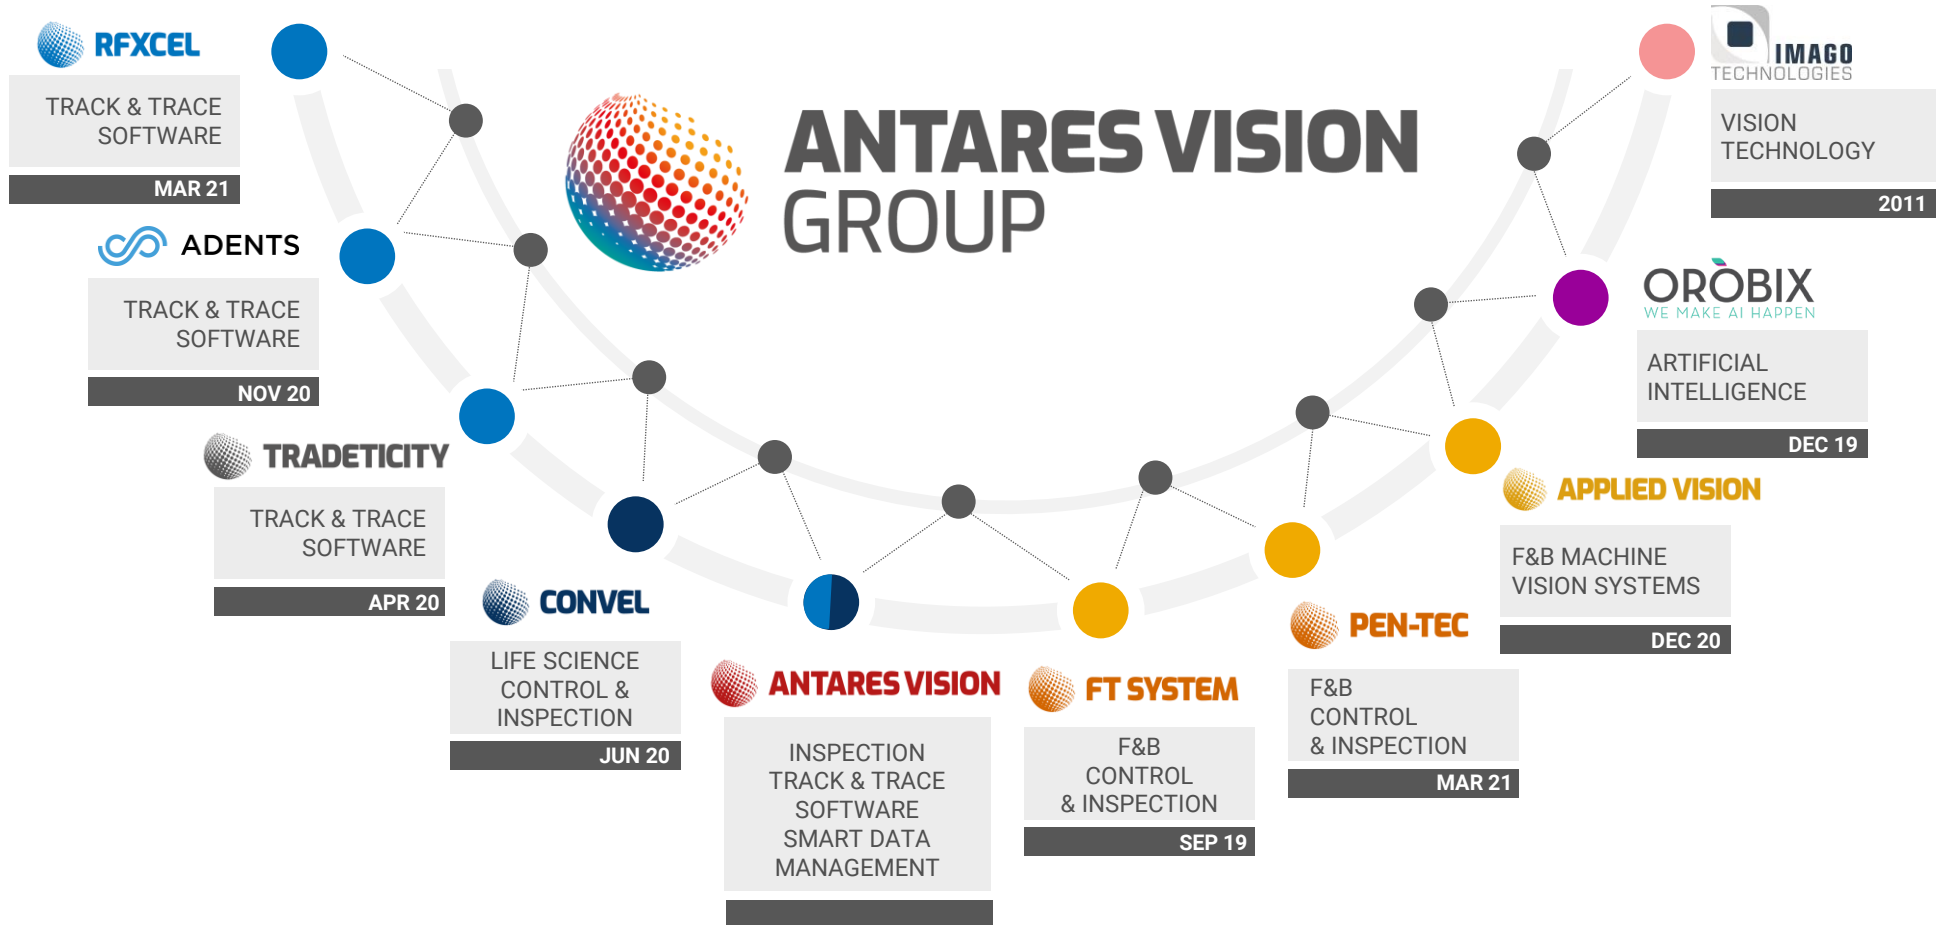 RFXCEL
TRACK & TRACE
SOFTWARE
MAR 21
ADENTS
TRACK & TRACE
SOFTWARE
NOV 20
TRADETICITY
TRACK & TRACE
SOFTWARE
APR 20
CONVEL
LIFE SCIENCE
CONTROL &
INSPECTION
JUN 20
ANTARES VISION
GROUP
ANTARES VISION
INSPECTION
TRACK & TRACE
SOFTWARE
SMART DATA
MANAGEMENT
FT SYSTEM
F&B
CONTROL
& INSPECTION
SEP 19
PEN-TEC
F&B
CONTROL
& INSPECTION
MAR 21
APPLIED VISION
F&B MACHINE
VISION SYSTEMS
DEC 20
OROBIX
WE MAKE AI HAPPEN
ARTIFICIAL
INTELLIGENCE
DEC 19
IMAGO
TECHNOLOGIES
VISION
TECHNOLOGY
2011